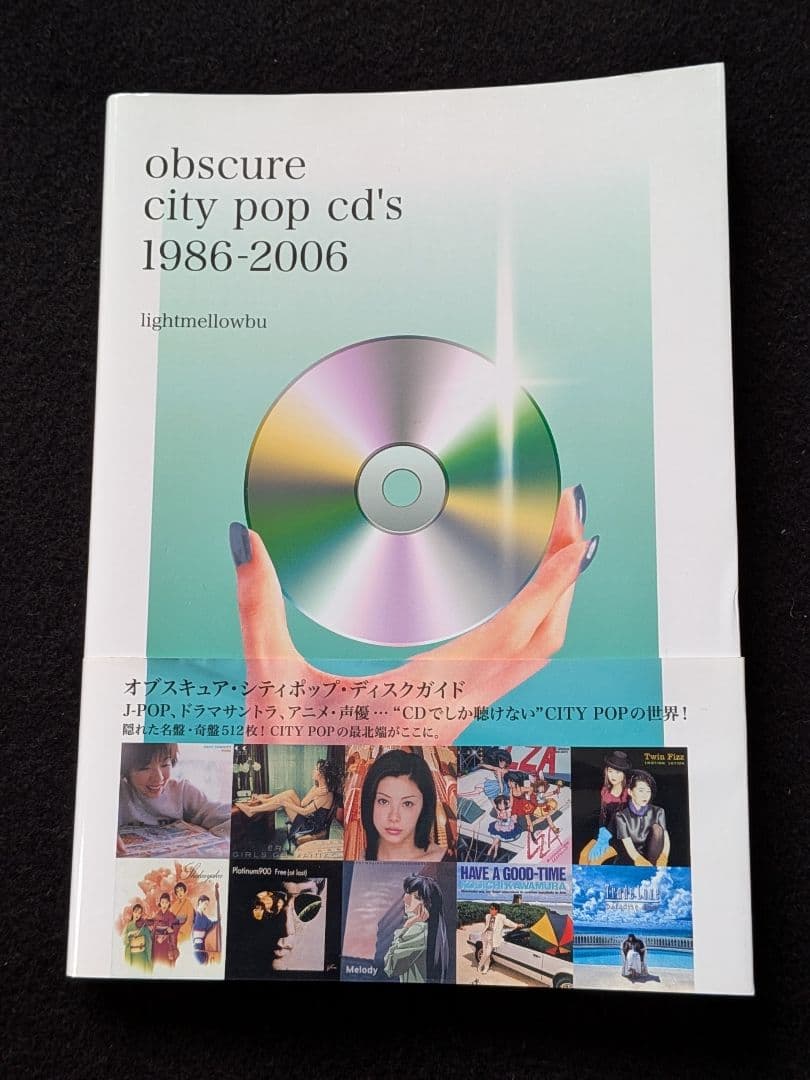 obscure
city pop cd's
1986-2006
lightmellowbu
オブスキュア・シティポップ・ディスクガイド
J-POP、ドラマサントラ、アニメ・声優…“CDでしか聴けない”CITY POPの世界！
隠れた名盤・奇盤512枚！CITY POPの最北端がここに。
Twin Fizz
Platinum900 Free (at last)
Melody
HAVE A GOOD-TIME
KOUICHI KAWAMURA